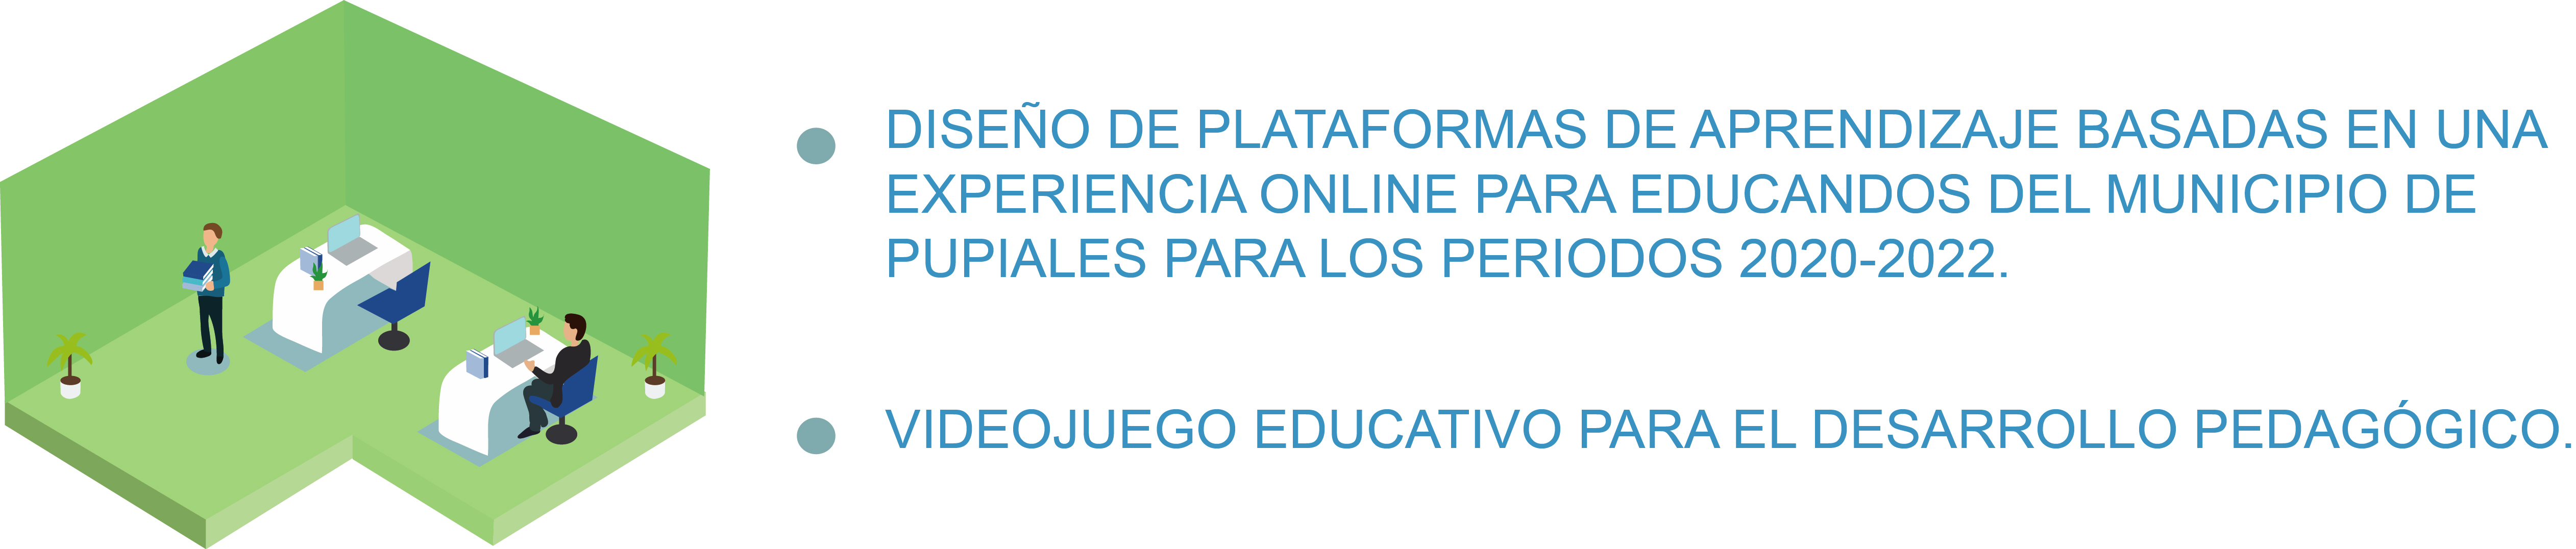 DISEÑO DE PLATAFORMAS DE APRENDIZAJE BASADAS EN UNA
EXPERIENCIA ONLINE PARA EDUCANDOS DEL MUNICIPIO DE
PUPIALES PARA LOS PERIODOS 2020-2022.
VIDEOJUEGO EDUCATIVO PARA EL DESARROLLO PEDAGÓGICO.